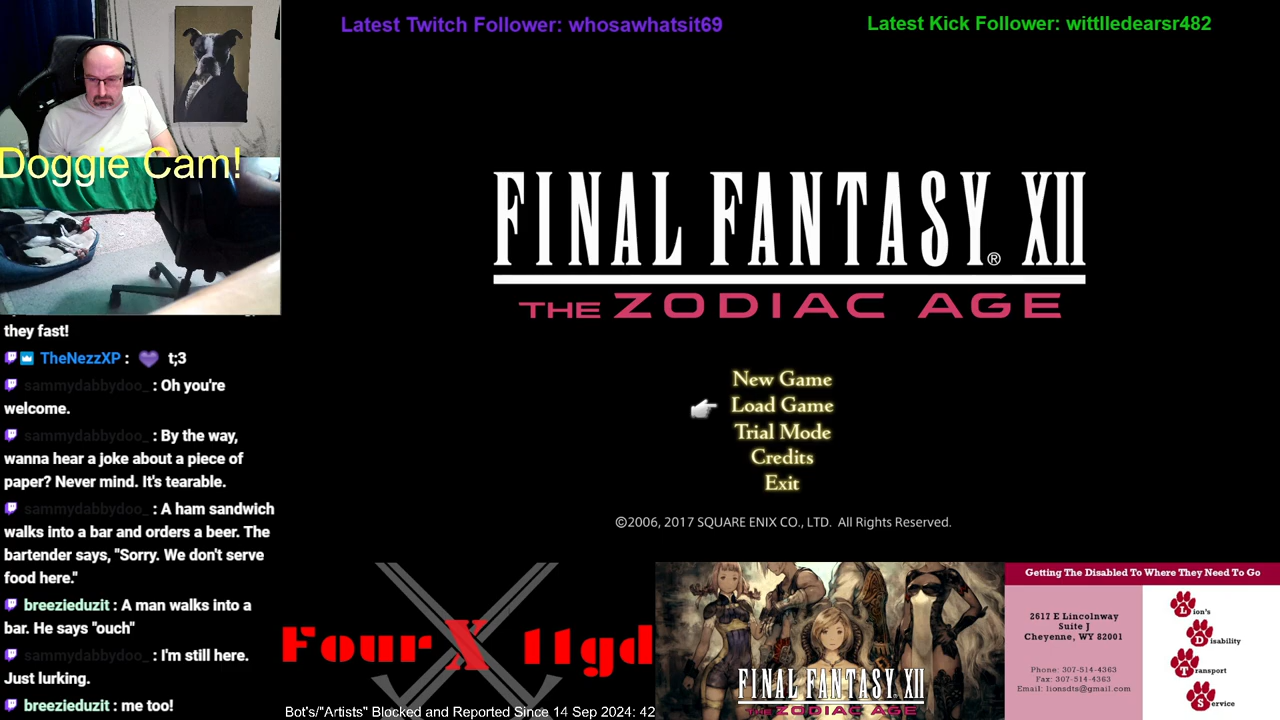 Latest Twitch Follower: whosawhatsit69
Latest Kick Follower: wittlledearsr482
Doggie Cam!
FINAL FANTASY® XII
THE ZODIAC AGE
New Game
Load Game
Trial Mode
Credits
Exit
©2006, 2017 SQUARE ENIX CO., LTD. All Rights Reserved.
they fast!
TheNezzXP : t;3
sammydabbydoo_ : Oh you're
welcome.
sammydabbydoo_ : By the way,
wanna hear a joke about a piece of
paper? Never mind. It's tearable.
sammydabbydoo_ : A ham sandwich
walks into a bar and orders a beer. The
bartender says, "Sorry. We don't serve
food here."
breezieduzit : A man walks into a
bar. He says "ouch"
sammydabbydoo_ : I'm still here.
Just lurking.
breezieduzit : me too!
Four X 11gd
Bot's/"Artists" Blocked and Reported Since 14 Sep 2024: 42
FINAL FANTASY XII
THE ZODIAC AGE
Getting The Disabled To Where They Need To Go
2617 E Lincolnway
Suite J
Cheyenne, WY 82001
Phone: 307-514-4363
Fax: 307-514-4363
Email: lionsdts@gmail.com
Lion's
Disability
Transport
Service